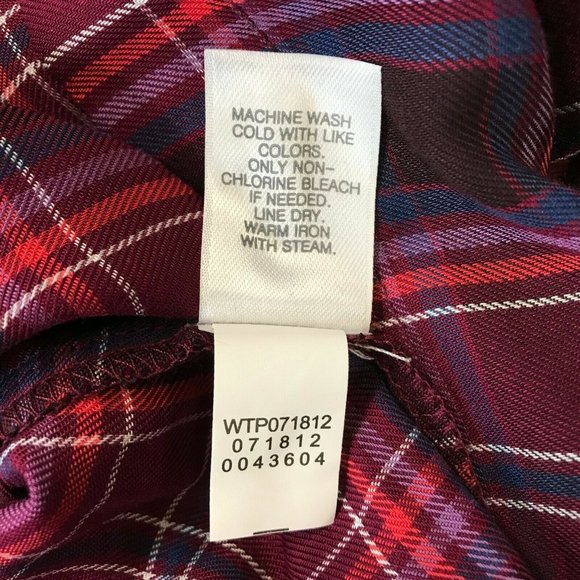 MACHINE WASH
COLD WITH LIKE
COLORS.
ONLY NON-
CHLORINE BLEACH
IF NEEDED.
LINE DRY.
WARM IRON
WITH STEAM.
WTP071812
071812
0043604